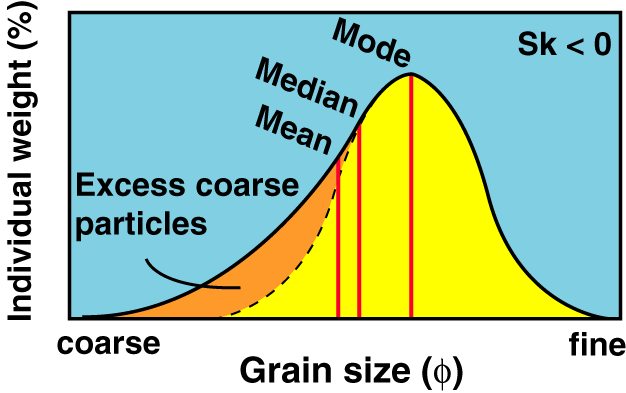 Individual weight (%)
Mode
Sk < 0
Median
Mean
Excess coarse
particles
coarse
fine
Grain size (ϕ)